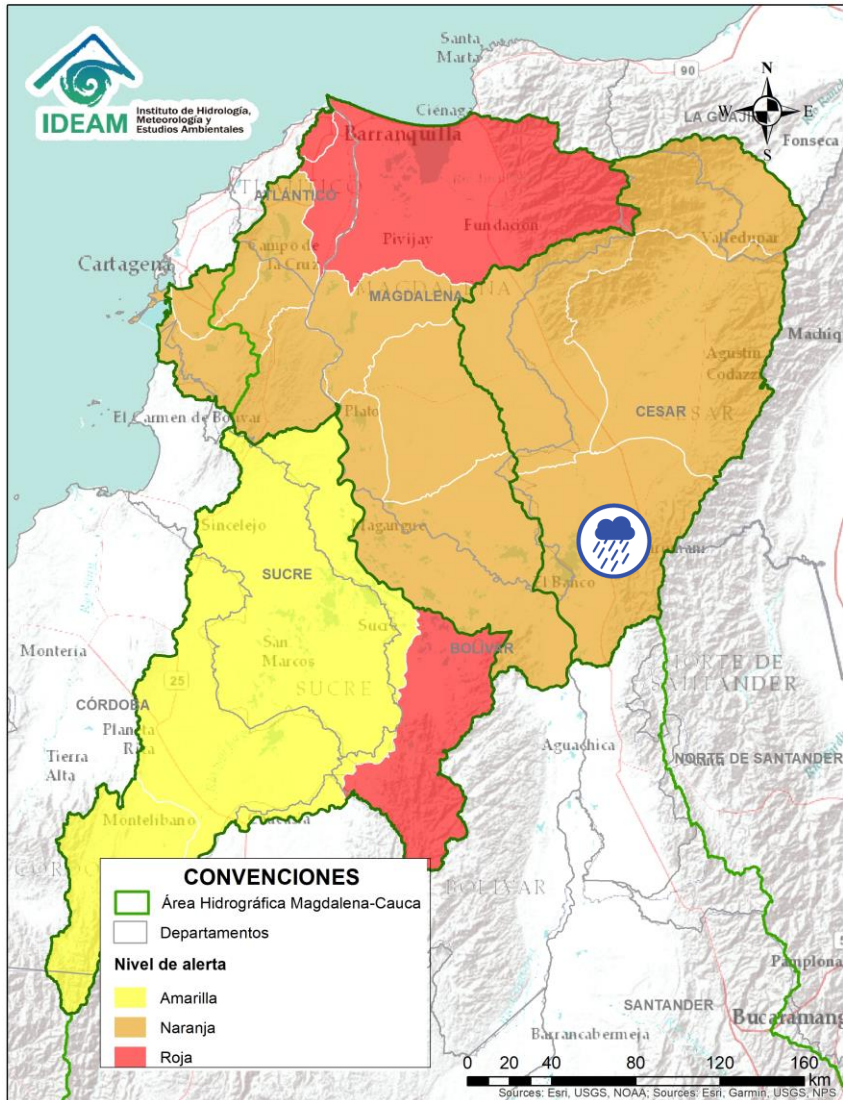 IDEAM
Instituto de Hidrología,
Meteorología y
Estudios Ambientales
Santa
Marta
90
N
W
E
S
LA GUAJIRA
Fonseca
Ciénaga
Barranquilla
ATLÁNTICO
Cartagena
Campo de
la Cruz
Pivijay
Fundación
Valledupar
MAGDALENA
Agustín
Codazzi
CESAR
El Carmen de Bolívar
Plato
Sincelejo
Magangue
SUCRE
El Banco
Sucre
San
Marcos
SUCRE
BOLÍVAR
Montería
25
CÓRDOBA
Planeta
Rica
Tierra
Alta
NORTE DE
SANTANDER
Aguachica
NORTE DE SANTANDER
Montelibano
BOLÍVAR
CONVENCIONES
Área Hidrográfica Magdalena-Cauca
Departamentos
Nivel de alerta
Amarilla
Naranja
Roja
Pamplona
SANTANDER
Barrancabermeja
0 20 40 80 120 160
Km
Sources: Esri, USGS, NOAA; Sources: Esri, Garmin, USGS, NPS